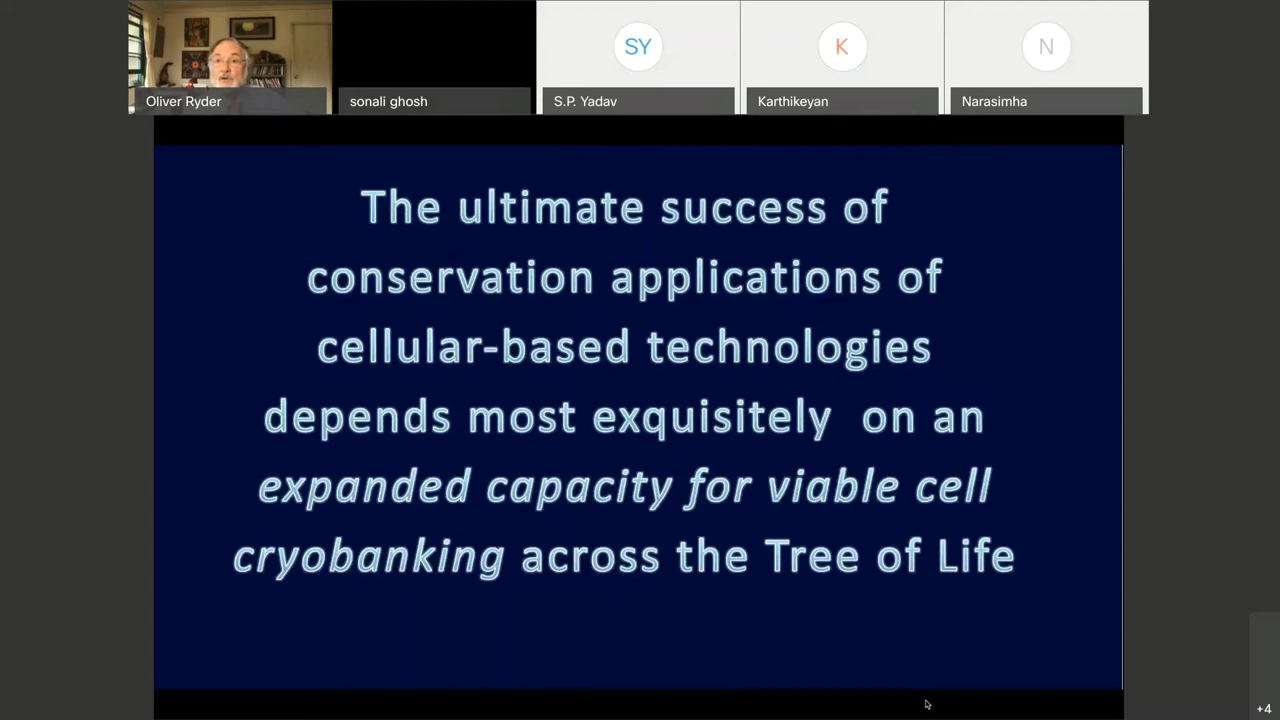 Oliver Ryder
sonali ghosh
SY
S.P. Yadav
K
Karthikeyan
N
Narasimha
The ultimate success of
conservation applications of
cellular-based technologies
depends most exquisitely on an
expanded capacity for viable cell
cryobanking across the Tree of Life
+4